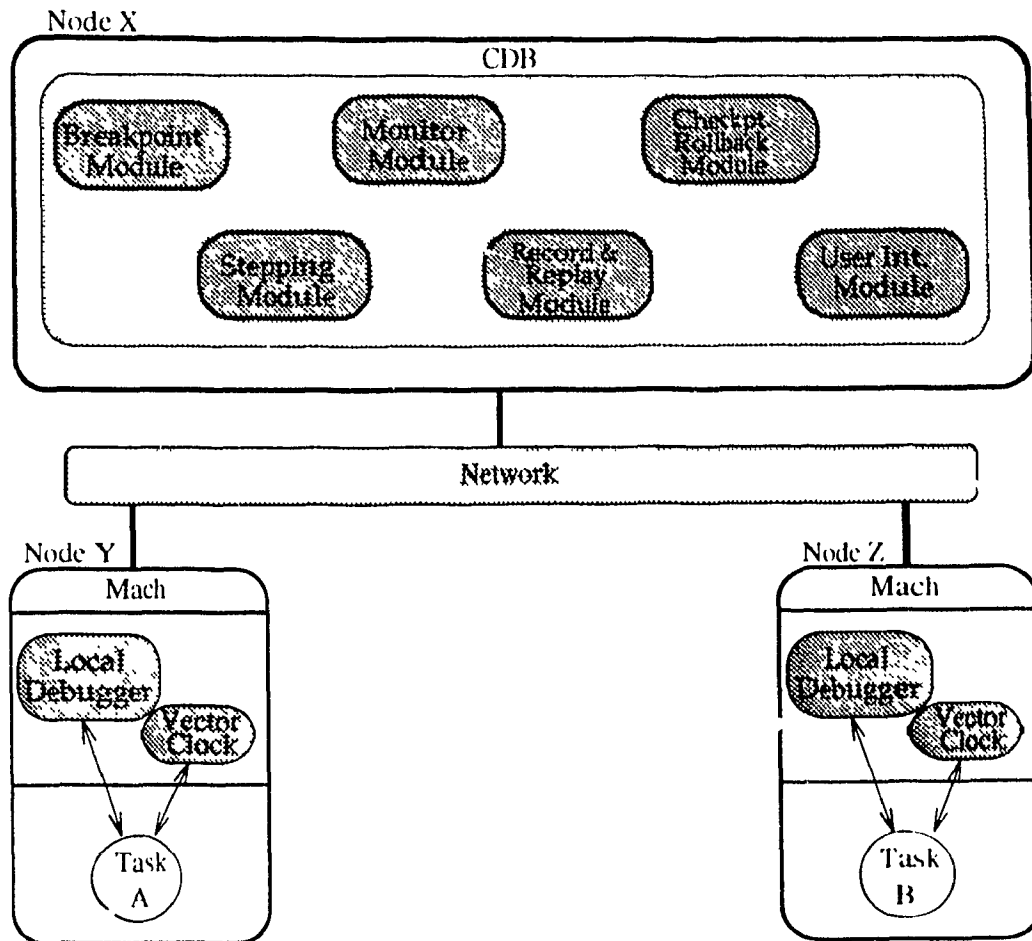 Node X
CDB
Breakpoint
Module
Monitor
Module
Checkpt.
Rollback
Module
Stepping
Module
Record &
Replay
Module
User Int.
Module
Network
Node Y
Mach
Local
Debugger
Vector
Clock
Task
A
Node Z
Mach
Local
Debugger
Vector
Clock
Task
B